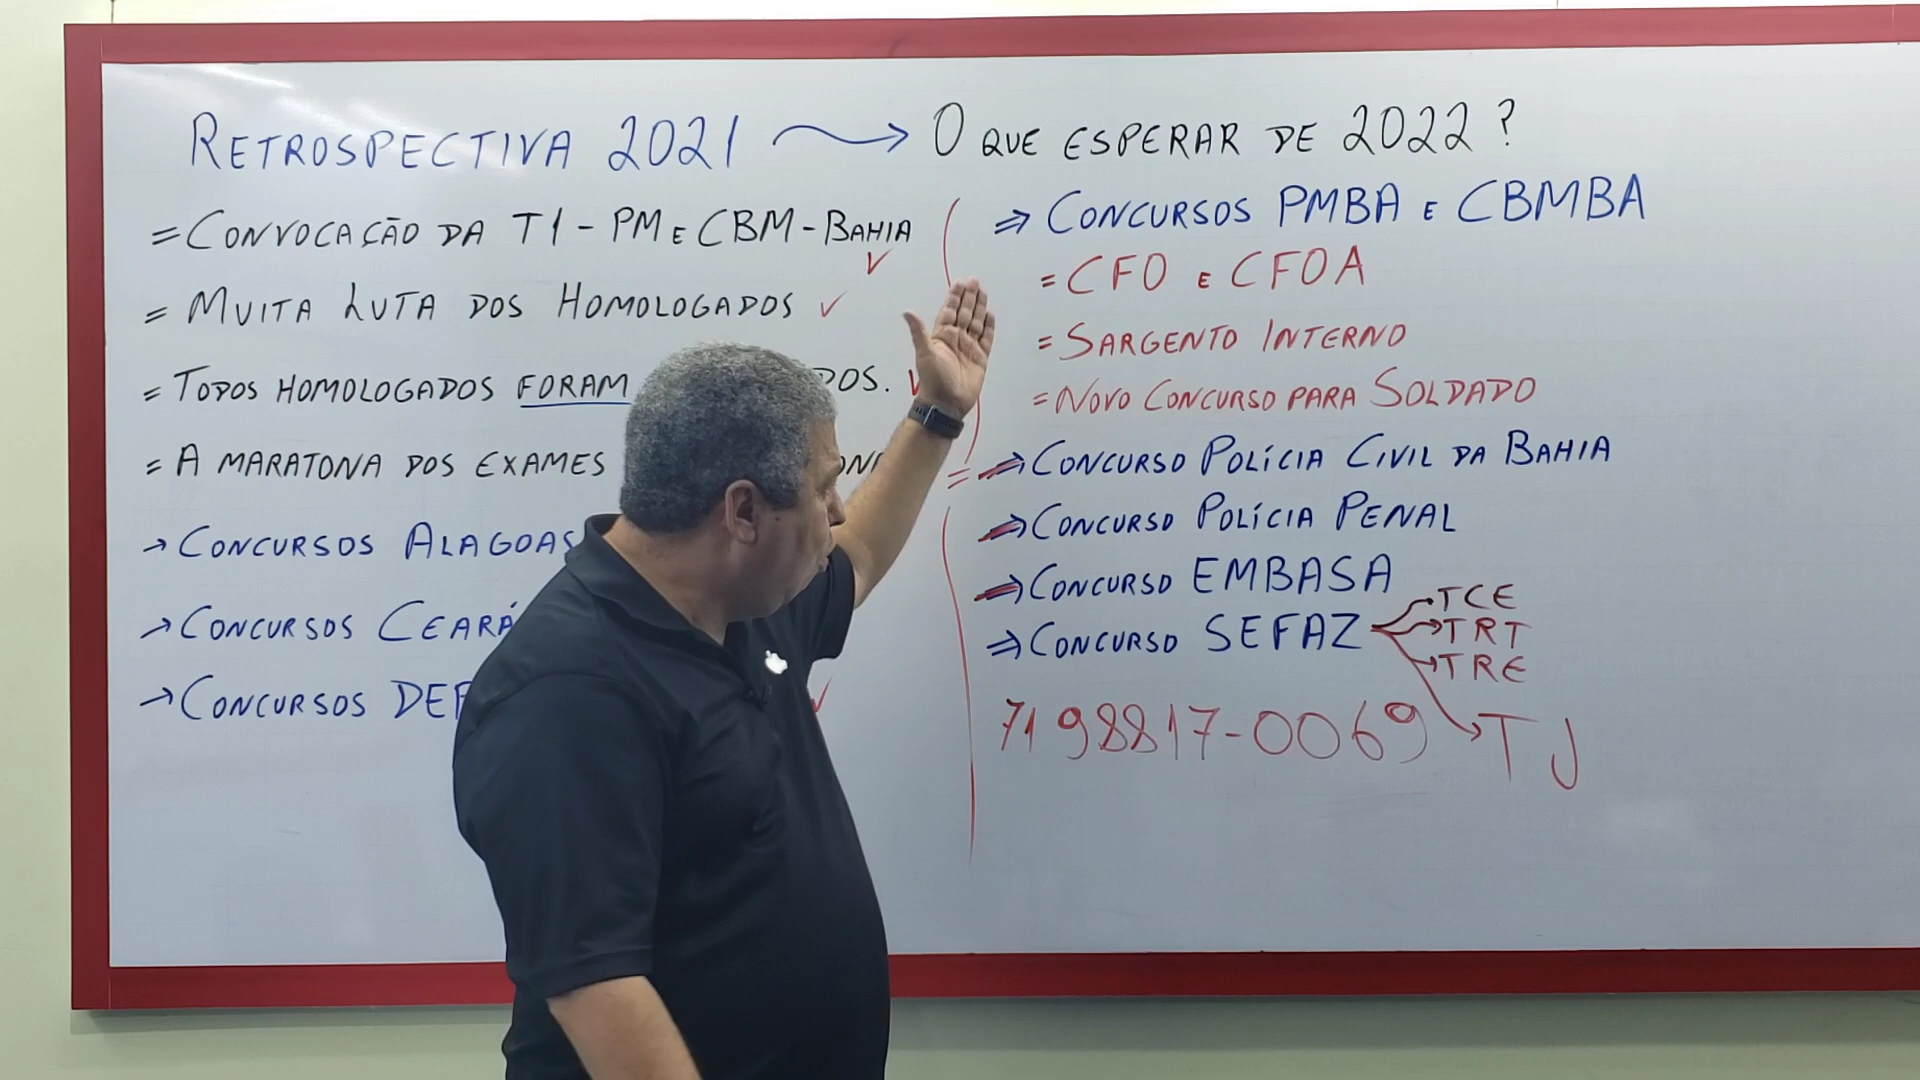 RETROSPECTIVA 2021 → O QUE ESPERAR DE 2022?
= CONVOCAÇÃO DA T1 - PM E CBM - BAHIA
= MUITA LUTA DOS HOMOLOGADOS
= TODOS HOMOLOGADOS FORAM
= A MARATONA DOS EXAMES
→ CONCURSOS ALAGOAS
→ CONCURSOS CEARÁ
→ CONCURSOS
⇒ CONCURSOS PMBA E CBMBA
= CFO E CFOA
= SARGENTO INTERNO
= NOVO CONCURSO PARA SOLDADO
⇒ CONCURSO POLÍCIA CIVIL DA BAHIA
⇒ CONCURSO POLÍCIA PENAL
⇒ CONCURSO EMBASA
⇒ CONCURSO SEFAZ
→ TCE
→ TRT
→ TRE
→ TJ
71 98817-0069